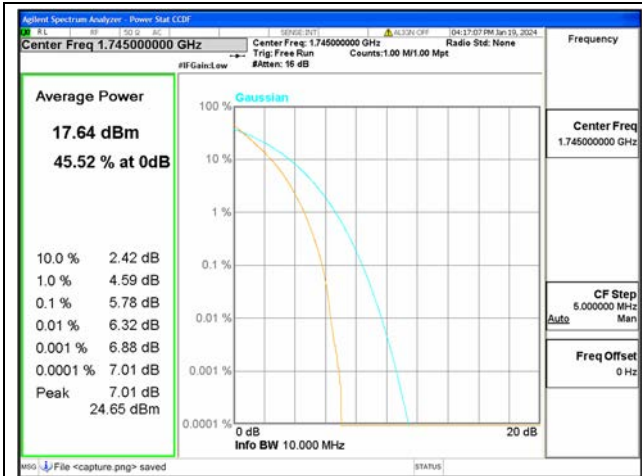 Agilent Spectrum Analyzer - Power Stat CCDF
RL RF 50 Ω AC SENSE:INT ALIGN OFF 04:17:07 PM Jan 19, 2024
Center Freq 1.745000000 GHz
Center Freq: 1.745000000 GHz Radio Std: None
Trig: Free Run Counts:1.00 M/1.00 Mpt
#IFGain:Low #Atten: 16 dB
Frequency
Average Power
17.64 dBm
45.52 % at 0dB
10.0 % 2.42 dB
1.0 % 4.59 dB
0.1 % 5.78 dB
0.01 % 6.32 dB
0.001 % 6.88 dB
0.0001 % 7.01 dB
Peak 7.01 dB
24.65 dBm
Gaussian
100 %
10 %
1 %
0.1 %
0.01 %
0.001 %
0.0001 %
0 dB 20 dB
Info BW 10.000 MHz
Center Freq
1.745000000 GHz
CF Step
5.000000 MHz
Auto Man
Freq Offset
0 Hz
MSG File <capture.png> saved STATUS